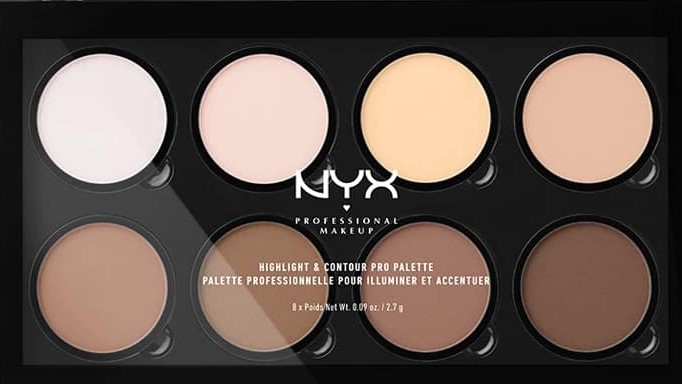 NYX
PROFESSIONAL
MAKEUP
HIGHLIGHT & CONTOUR PRO PALETTE
PALETTE PROFESSIONNELLE POUR ILLUMINER ET ACCENTUER
8 x Poids/Net Wt. 0.09 oz. / 2.7 g